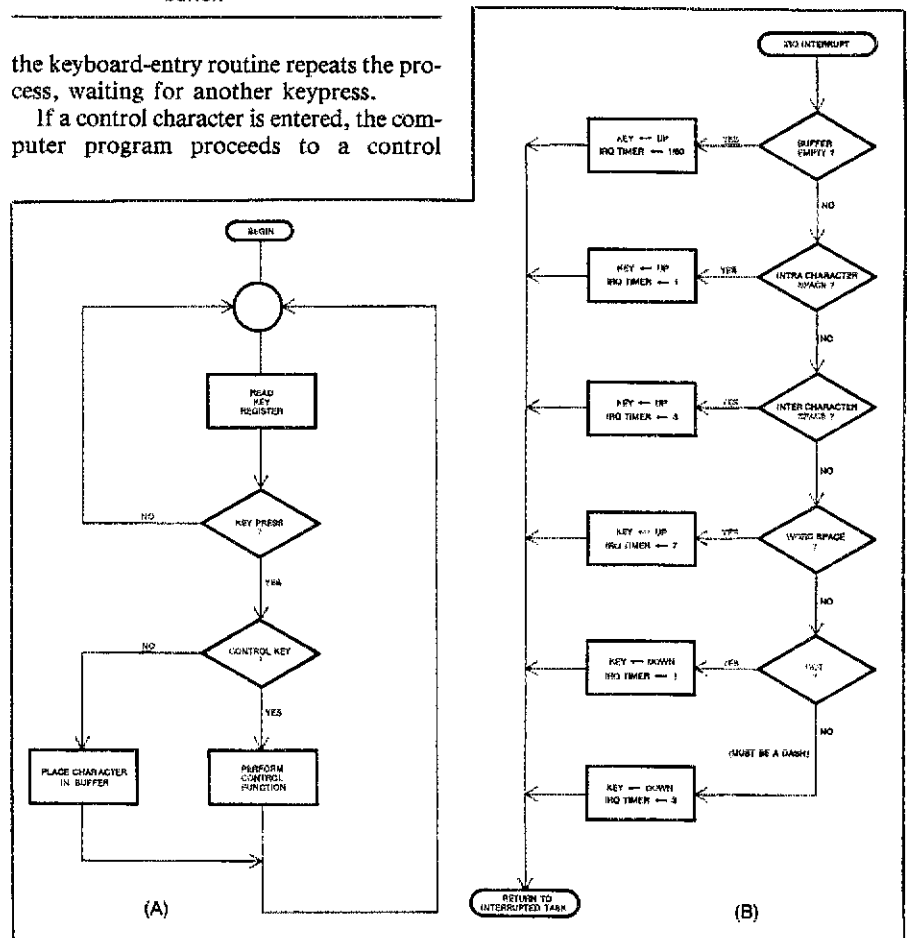 the keyboard-entry routine repeats the pro-
cess, waiting for another keypress.
If a control character is entered, the com-
puter program proceeds to a control
BEGIN
READ
KEY
REGISTER
KEY PRESS
?
NO
YES
CONTROL KEY
?
NO
YES
PLACE CHARACTER
IN BUFFER
PERFORM
CONTROL
FUNCTION
(A)
IRQ INTERRUPT
BUFFER
EMPTY ?
YES
KEY ← UP
IRQ TIMER ← 1/60
NO
INTRA CHARACTER
SPACE ?
YES
KEY ← UP
IRQ TIMER ← 1
NO
INTER CHARACTER
SPACE ?
YES
KEY ← UP
IRQ TIMER ← 3
NO
WORD SPACE
?
YES
KEY ← UP
IRQ TIMER ← 7
NO
DOT
?
YES
KEY ← DOWN
IRQ TIMER ← 1
NO
(MUST BE A DASH)
KEY ← DOWN
IRQ TIMER ← 3
RETURN TO
INTERRUPTED TASK
(B)